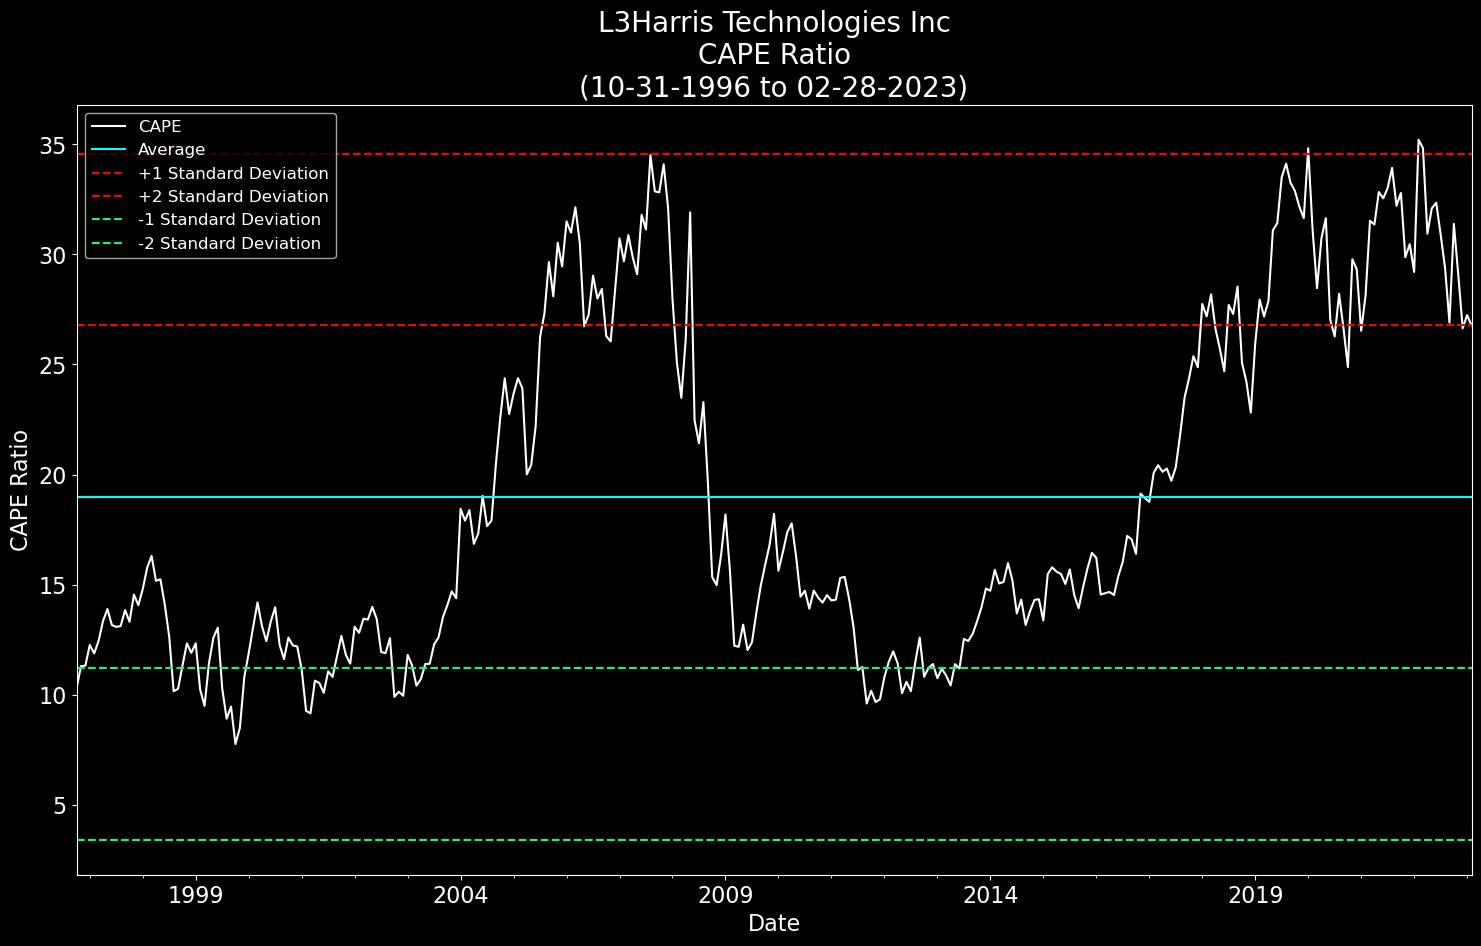 L3Harris Technologies Inc
CAPE Ratio
(10-31-1996 to 02-28-2023)
CAPE
Average
+1 Standard Deviation
+2 Standard Deviation
-1 Standard Deviation
-2 Standard Deviation
35
30
25
20
15
10
5
CAPE Ratio
1999 2004 2009 2014 2019
Date